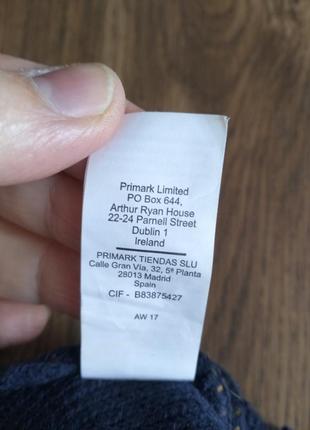 Primark Limited
PO Box 644,
Arthur Ryan House
22-24 Parnell Street
Dublin 1
Ireland
PRIMARK TIENDAS SLU
Calle Gran Vía, 32, 5ª Planta
28013 Madrid
Spain
CIF - B83875427
AW 17